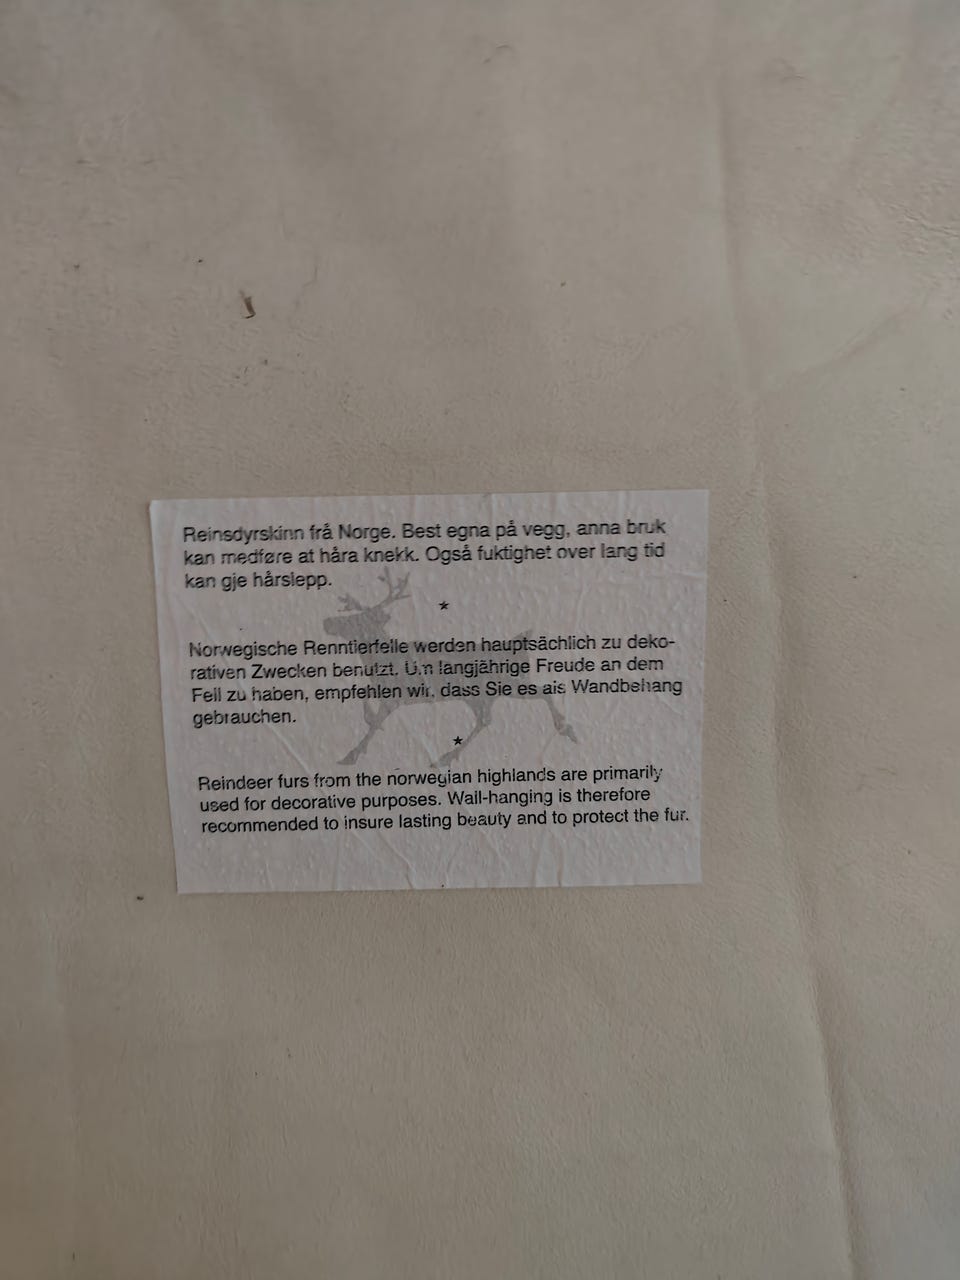 Reinsdyrskinn frå Norge. Best egna på vegg, anna bruk
kan medføre at håra knekk. Også fuktighet over lang tid
kan gje hårslepp.
★
Norwegische Renntierfelle werden hauptsächlich zu deko-
rativen Zwecken benutzt. Um langjährige Freude an dem
Fell zu haben, empfehlen wir, dass Sie es als Wandbehang
gebrauchen.
★
Reindeer furs from the norwegian highlands are primarily
used for decorative purposes. Wall-hanging is therefore
recommended to insure lasting beauty and to protect the fur.